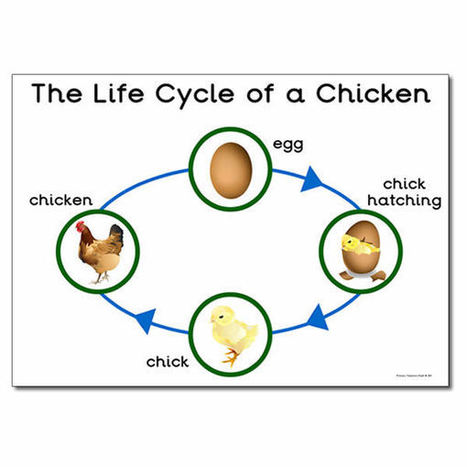 The Life Cycle of a Chicken
egg
chick
hatching
chick
chicken